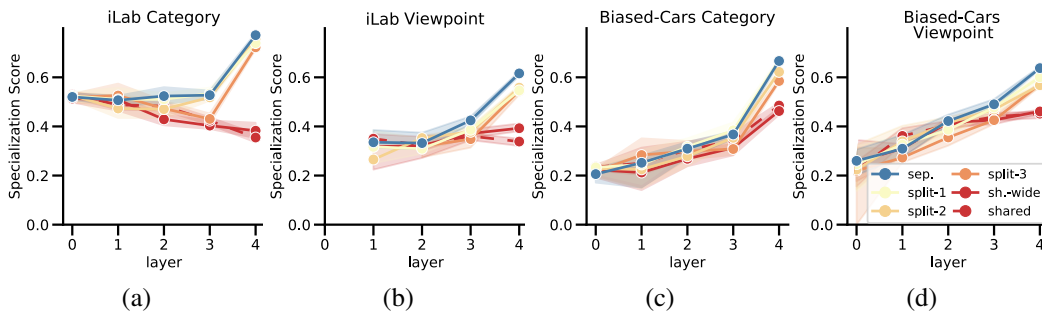 iLab Category
iLab Viewpoint
Biased-Cars Category
Biased-Cars
Viewpoint
Specialization Score
0.6
0.4
0.2
0.0
0 1 2 3 4
layer
(a)
Specialization Score
0.6
0.4
0.2
0.0
0 1 2 3 4
layer
(b)
Specialization Score
0.6
0.4
0.2
0.0
0 1 2 3 4
layer
(c)
Specialization Score
0.6
0.4
0.2
0.0
sep.
split-1
split-2
split-3
sh.-wide
shared
0 1 2 3 4
layer
(d)